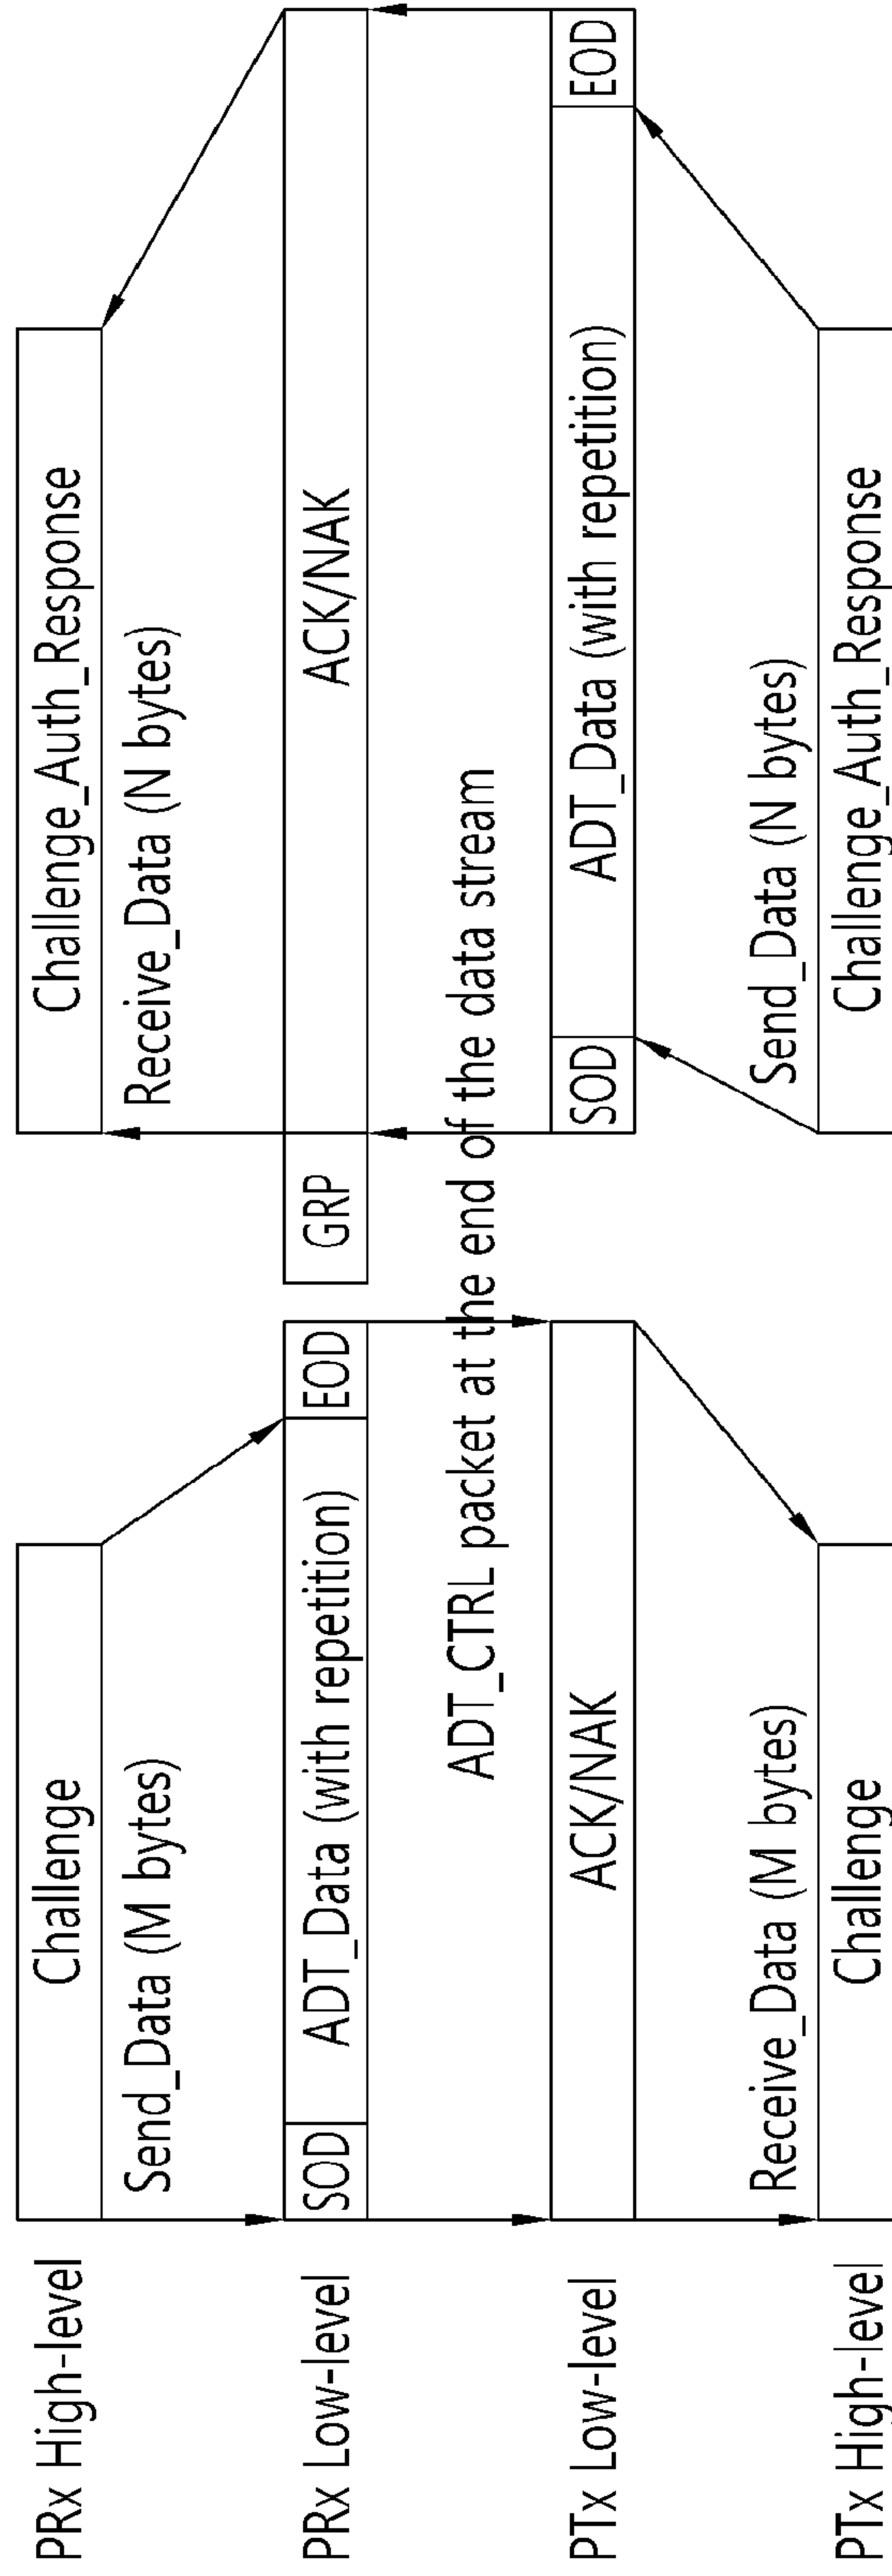 PRx High-level
Challenge
Challenge_Auth_Response
Send_Data (M bytes)
Receive_Data (N bytes)
PRx Low-level
SOD
ADT_Data (with repetition)
EOD
GRP
ACK/NAK
ADT_CTRL packet at the end of the data stream
PTx Low-level
ACK/NAK
SOD
ADT_Data (with repetition)
EOD
Receive_Data (M bytes)
Send_Data (N bytes)
PTx High-level
Challenge
Challenge_Auth_Response